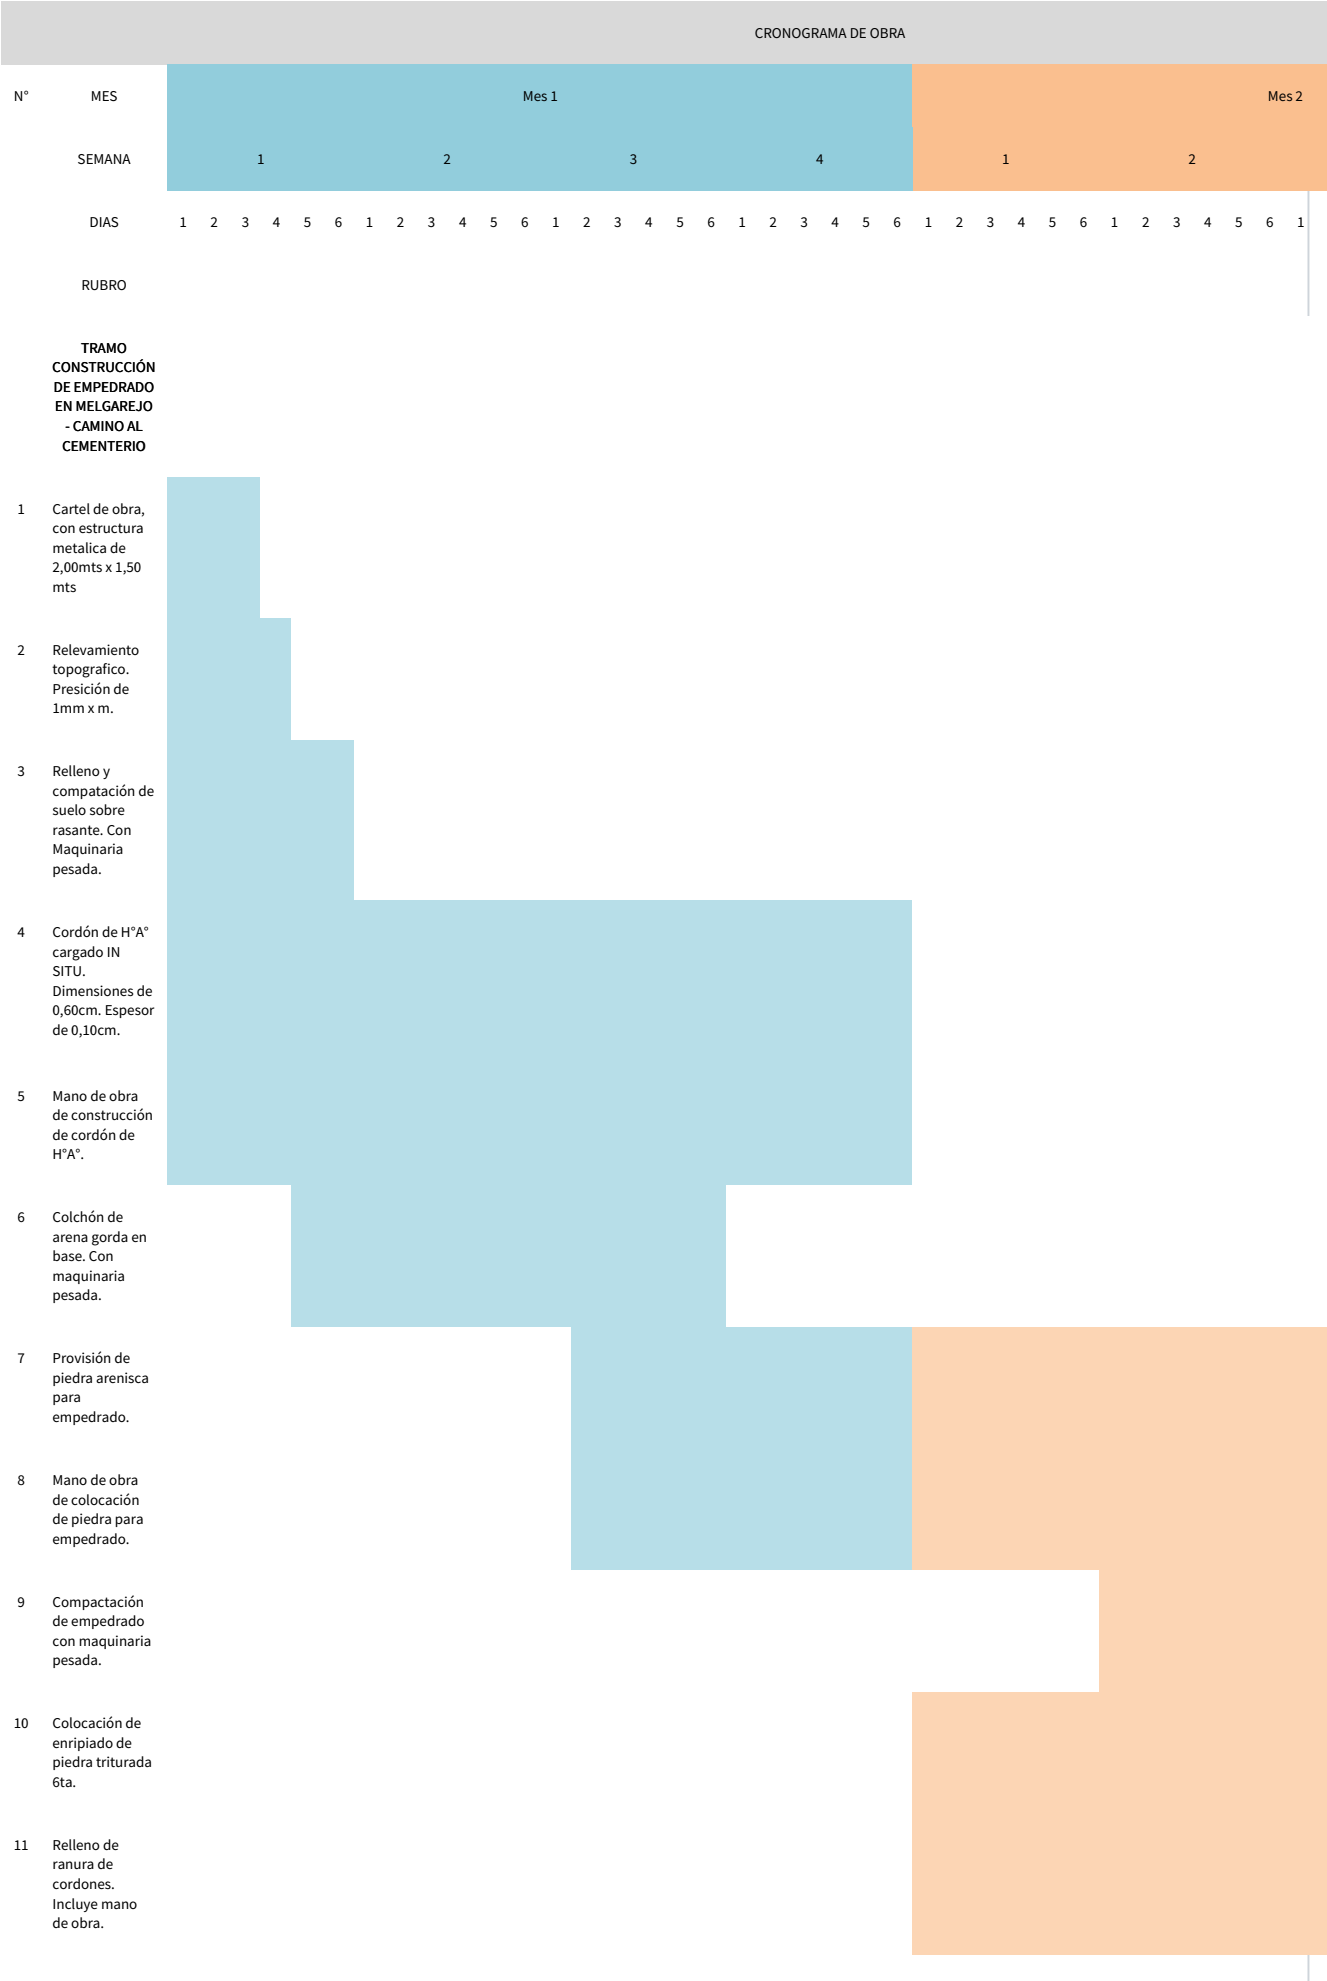 CRONOGRAMA DE OBRA
N° MES Mes 1 Mes 2
SEMANA 1 2 3 4 1 2
DIAS 1 2 3 4 5 6 1 2 3 4 5 6 1 2 3 4 5 6 1 2 3 4 5 6 1 2 3 4 5 6 1 2 3 4 5 6 1
RUBRO
TRAMO
CONSTRUCCIÓN
DE EMPEDRADO
EN MELGAREJO
- CAMINO AL
CEMENTERIO
1 Cartel de obra,
con estructura
metalica de
2,00mts x 1,50
mts
2 Relevamiento
topografico.
Presición de
1mm x m.
3 Relleno y
compatación de
suelo sobre
rasante. Con
Maquinaria
pesada.
4 Cordón de H°A°
cargado IN
SITU.
Dimensiones de
0,60cm. Espesor
de 0,10cm.
5 Mano de obra
de construcción
de cordón de
H°A°.
6 Colchón de
arena gorda en
base. Con
maquinaria
pesada.
7 Provisión de
piedra arenisca
para
empedrado.
8 Mano de obra
de colocación
de piedra para
empedrado.
9 Compactación
de empedrado
con maquinaria
pesada.
10 Colocación de
enripiado de
piedra triturada
6ta.
11 Relleno de
ranura de
cordones.
Incluye mano
de obra.